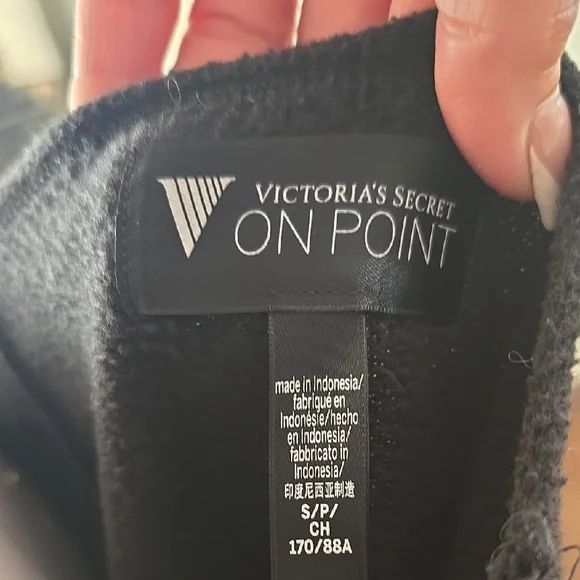 VICTORIA'S SECRET
ON POINT
made in Indonesia/
fabriqué en
Indonésie/hecho
en Indonesia/
fabbricato in
Indonesia/
印度尼西亚制造
S/P/
CH
170/88A